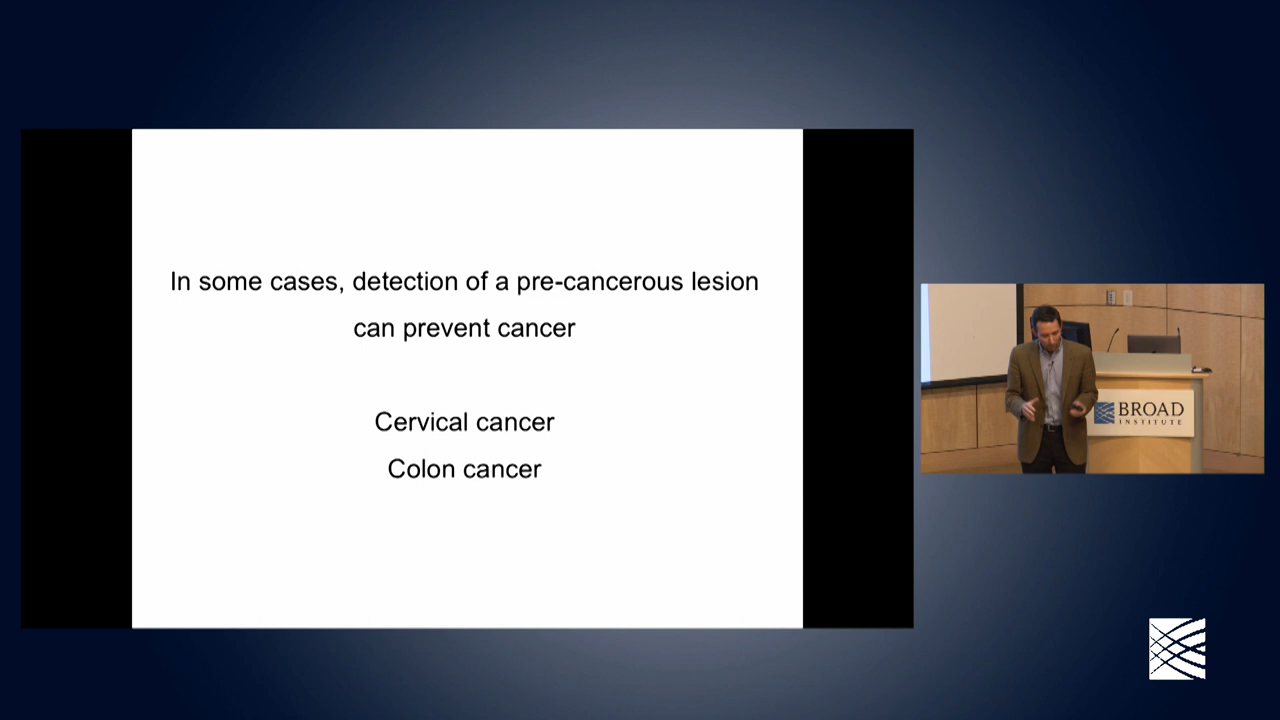 In some cases, detection of a pre-cancerous lesion
can prevent cancer
Cervical cancer
Colon cancer
BROAD
INSTITUTE